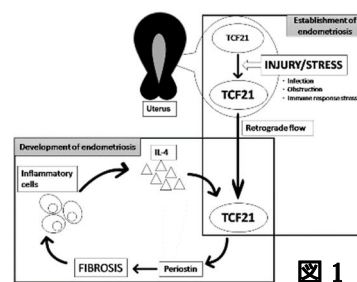 Establishment of
endometriosis
TCF21
INJURY/STRESS
・Infection
・Obstruction
・Immune response stress
TCF21
Uterus
Retrograde flow
Development of endometriosis
IL-4
Inflammatory
cells
TCF21
FIBROSIS
Periostin
図 1